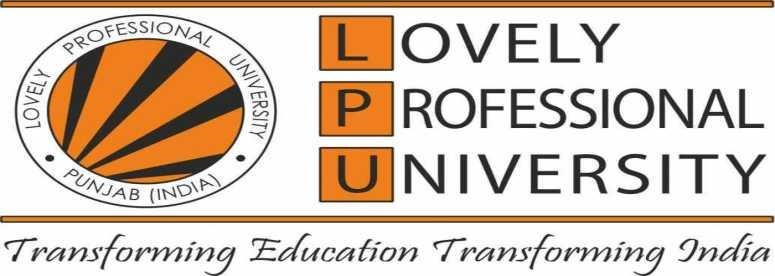 LOVELY PROFESSIONAL UNIVERSITY
• PUNJAB (INDIA) •
LOVELY
PROFESSIONAL
UNIVERSITY
Transforming Education Transforming India